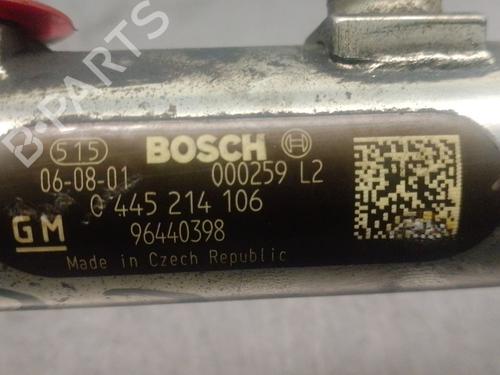 B-PARTS
515 BOSCH
06-08-01 000259 L2
0 445 214 106
GM 96440398
Made in Czech Republic